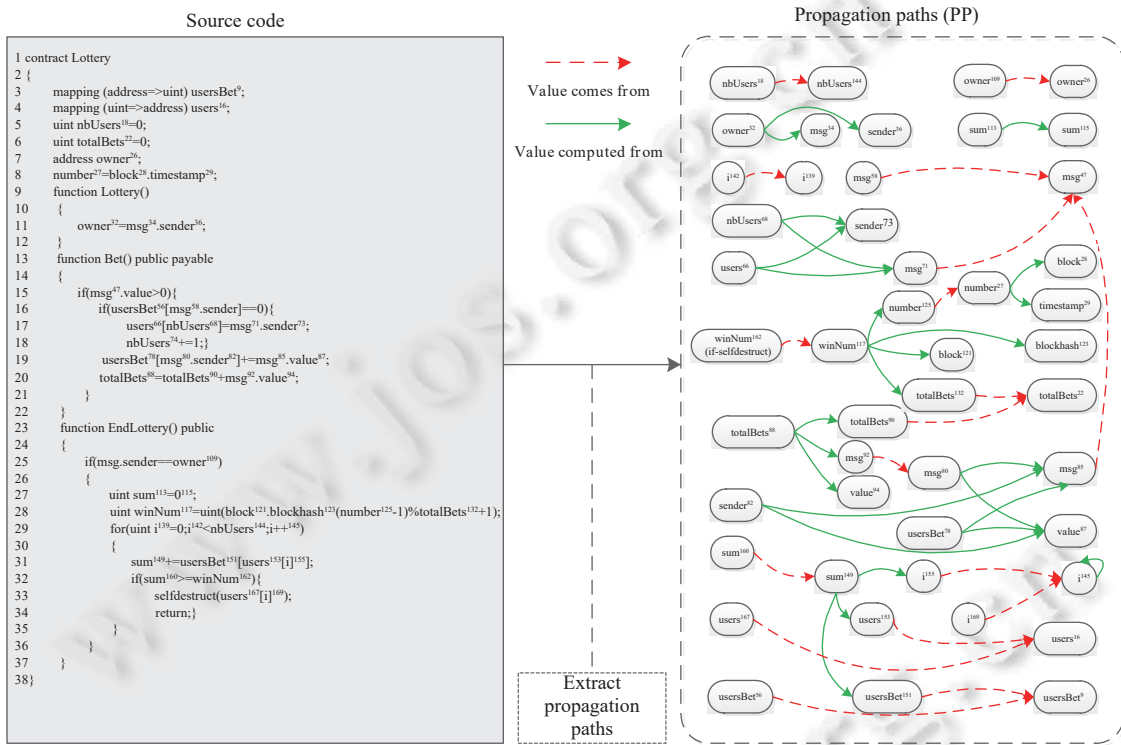 Source code
1 contract Lottery
2 {
3 mapping (address=>uint) usersBet⁹;
4 mapping (uint=>address) users¹⁶;
5 uint nbUsers¹⁸=0;
6 uint totalBets²²=0;
7 address owner²⁶;
8 number²⁷=block²⁸.timestamp²⁹;
9 function Lottery()
10 {
11 owner³²=msg³⁴.sender³⁶;
12 }
13 function Bet() public payable
14 {
15 if(msg⁴⁷.value>0){
16 if(usersBet⁵⁶[msg⁵⁸.sender]==0){
17 users⁶⁶[nbUsers⁶⁸]=msg⁷¹.sender⁷³;
18 nbUsers⁷⁴+=1;}
19 usersBet⁷⁸[msg⁸⁰.sender⁸²]+=msg⁸⁵.value⁸⁷;
20 totalBets⁸⁸=totalBets⁹⁰+msg⁹².value⁹⁴;
21 }
22 }
23 function EndLottery() public
24 {
25 if(msg.sender==owner¹⁰⁹)
26 {
27 uint sum¹¹³=0¹¹⁵;
28 uint winNum¹¹⁷=uint(block¹²¹.blockhash¹²³(number¹²⁵-1)%totalBets¹³²+1);
29 for(uint i¹³⁹=0;i¹⁴²<nbUsers¹⁴⁴;i++¹⁴⁵)
30 {
31 sum¹⁴⁹+=usersBet¹⁵¹[users¹⁵³[i]¹⁵⁵];
32 if(sum¹⁶⁰>=winNum¹⁶²){
33 selfdestruct(users¹⁶⁷[i]¹⁶⁹);
34 return;}
35 }
36 }
37 }
38}
Value comes from
Value computed from
Extract
propagation
paths
Propagation paths (PP)
nbUsers¹⁸ nbUsers¹⁴⁴ owner¹⁰⁹ owner²⁶
owner³² msg³⁴ sender³⁶ sum¹¹³ sum¹¹⁵
i¹⁴² i¹³⁹ msg⁵⁸ msg⁴⁷
nbUsers⁶⁸ sender73
users⁶⁶ msg⁷¹ block²⁸
number¹²⁵ number²⁷ timestamp²⁹
winNum¹⁶²
(if-selfdestruct)
winNum¹¹⁷ block¹²¹ blockhash¹²³
totalBets¹³² totalBets²²
totalBets⁸⁸ totalBets⁹⁰
msg⁹² msg⁸⁰ msg⁸⁵
value⁹⁴
sender⁸² usersBet⁷⁸ value⁸⁷
sum¹⁶⁰ sum¹⁴⁹ i¹⁵⁵ i¹⁴⁵
users¹⁶⁷ users¹⁵³ i¹⁶⁹ users¹⁶
usersBet⁵⁶ usersBet¹⁵¹ usersBet⁹
www.jos.org.cn